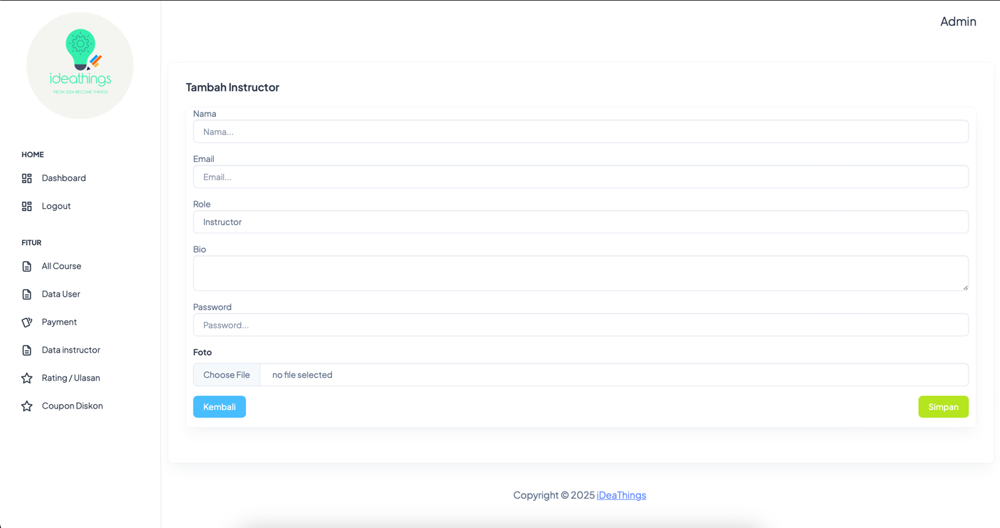 Admin
ideathings
FROM IDEA BECOME THINGS
HOME
Dashboard
Logout
FITUR
All Course
Data User
Payment
Data instructor
Rating / Ulasan
Coupon Diskon
Tambah Instructor
Nama
Nama...
Email
Email...
Role
Instructor
Bio
Password
Password...
Foto
Choose File no file selected
Kembali Simpan
Copyright © 2025 iDeaThings